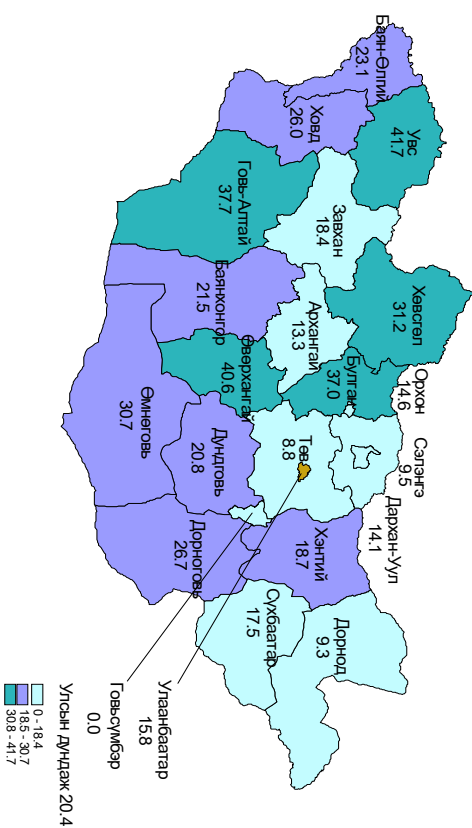 Баян-Өлгий
23.1
Увс
41.7
Ховд
26.0
Говь-Алтай
37.7
Завхан
18.4
Хөвсгөл
31.2
Баянхонгор
21.5
Архангай
13.3
Өвөрхангай
40.6
Булган
37.0
Орхон
14.6
Сэлэнгэ
9.5
Дархан-Уул
14.1
Төв
8.8
Өмнөговь
30.7
Дундговь
20.8
Дорноговь
26.7
Хэнтий
18.7
Сүхбаатар
17.5
Дорнод
9.3
Улаанбаатар
15.8
Говьсүмбэр
0.0
Улсын дундаж 20.4
0 - 18.4
18.5 - 30.7
30.8 - 41.7